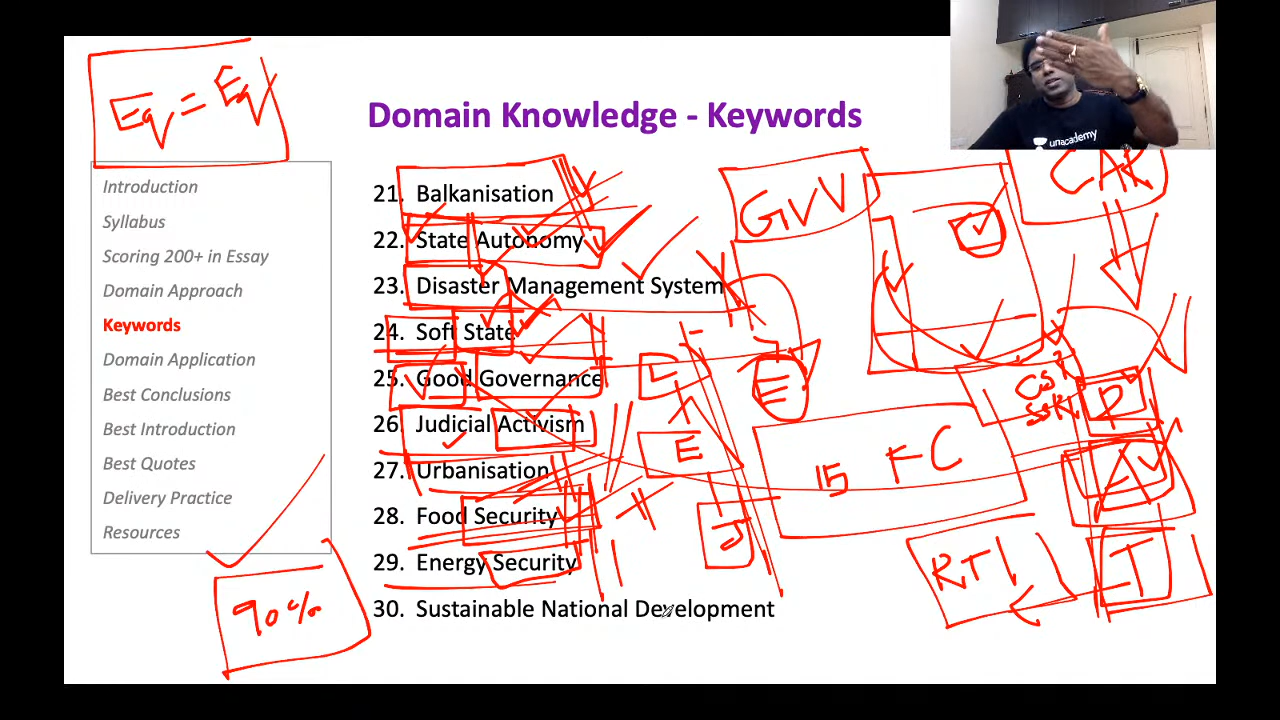 Eq = Eq
unacademy
Domain Knowledge - Keywords
Introduction
Syllabus
Scoring 200+ in Essay
Domain Approach
Keywords
Domain Application
Best Conclusions
Best Introduction
Best Quotes
Delivery Practice
Resources
21. Balkanisation
22. State Autonomy
23. Disaster Management System
24. Soft State
25. Good Governance
26. Judicial Activism
27. Urbanisation
28. Food Security
29. Energy Security
30. Sustainable National Development
GVV
CAR
L
E
E
J
15 FC
P
A
T
RTI
90%